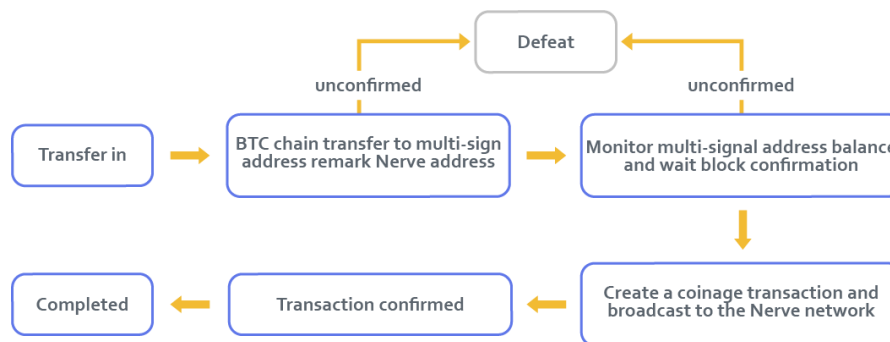 Defeat
unconfirmed
unconfirmed
Transfer in
BTC chain transfer to multi-sign
address remark Nerve address
Monitor multi-signal address balance
and wait block confirmation
Completed
Transaction confirmed
Create a coinage transaction and
broadcast to the Nerve network